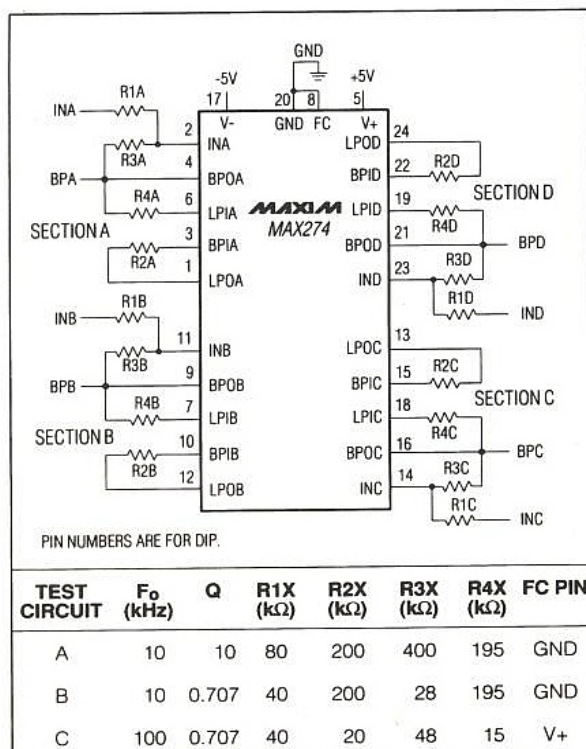 GND
-5V
+5V
17
20
8
5
V-
GND
FC
V+
R1A
INA
2
INA
R3A
BPA
4
BPOA
R4A
6
LPIA
SECTION A
3
BPIA
R2A
1
LPOA
R1B
INB
11
INB
R3B
BPB
9
BPOB
R4B
7
LPIB
SECTION B
10
BPIB
R2B
12
LPOB
MAXIM
MAX274
LPOD
24
BPID
22
R2D
SECTION D
LPID
19
R4D
BPOD
21
BPD
R3D
IND
23
R1D
IND
13
LPOC
R2C
BPIC
15
SECTION C
LPIC
18
R4C
BPOC
16
BPC
R3C
INC
14
R1C
INC
PIN NUMBERS ARE FOR DIP.
TEST CIRCUIT Fo (kHz) Q R1X (kΩ) R2X (kΩ) R3X (kΩ) R4X (kΩ) FC PIN
A 10 10 80 200 400 195 GND
B 10 0.707 40 200 28 195 GND
C 100 0.707 40 20 48 15 V+